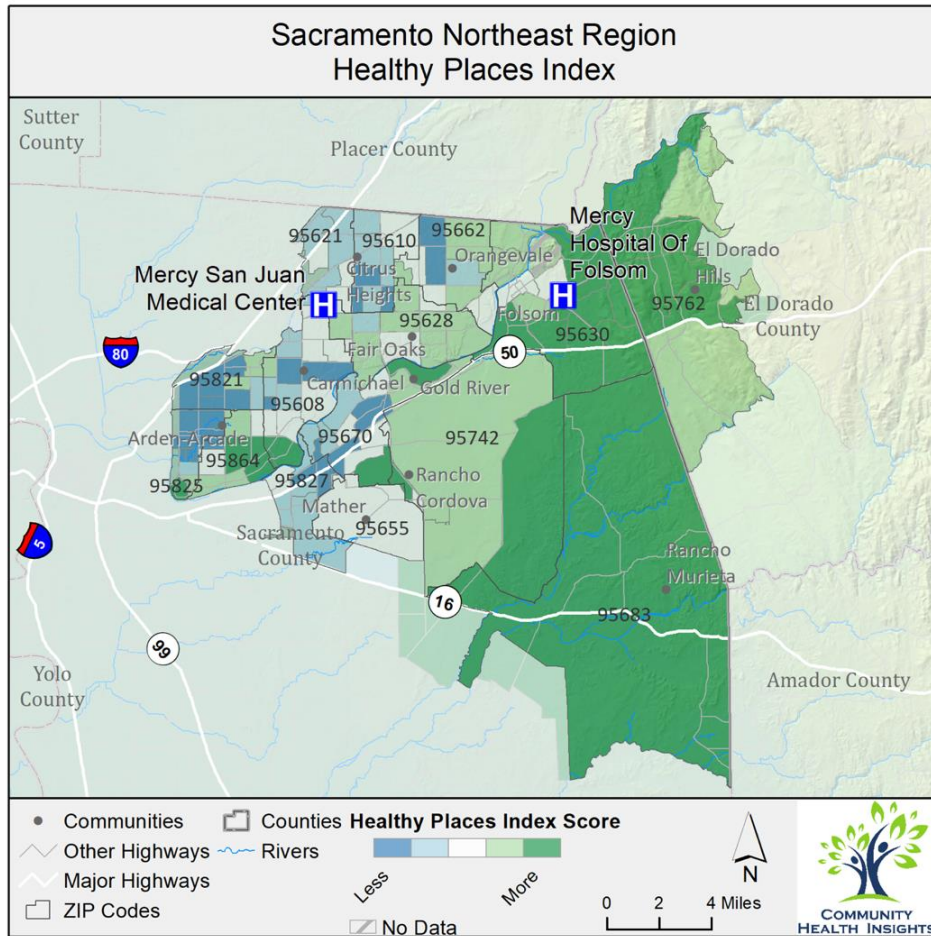 Sacramento Northeast Region
Healthy Places Index
Sutter
County
Placer County
Mercy
Hospital Of
Folsom
95621
95610
95662
Orangevale
El Dorado
Hills
Mercy San Juan
Medical Center
H
Citrus
Heights
H
95762
El Dorado
County
Folsom
95628
95630
80
Fair Oaks
50
95821
Carmichael
Gold River
95608
Arden-Arcade
95670
95742
95864
95825
95827
Rancho
Cordova
Mather
95655
Sacramento
County
5
Rancho
Murieta
16
95683
99
Yolo
County
Amador County
Communities
Counties
Healthy Places Index Score
Other Highways
Rivers
Major Highways
Less
More
N
ZIP Codes
No Data
0 2 4 Miles
COMMUNITY
HEALTH INSIGHTS